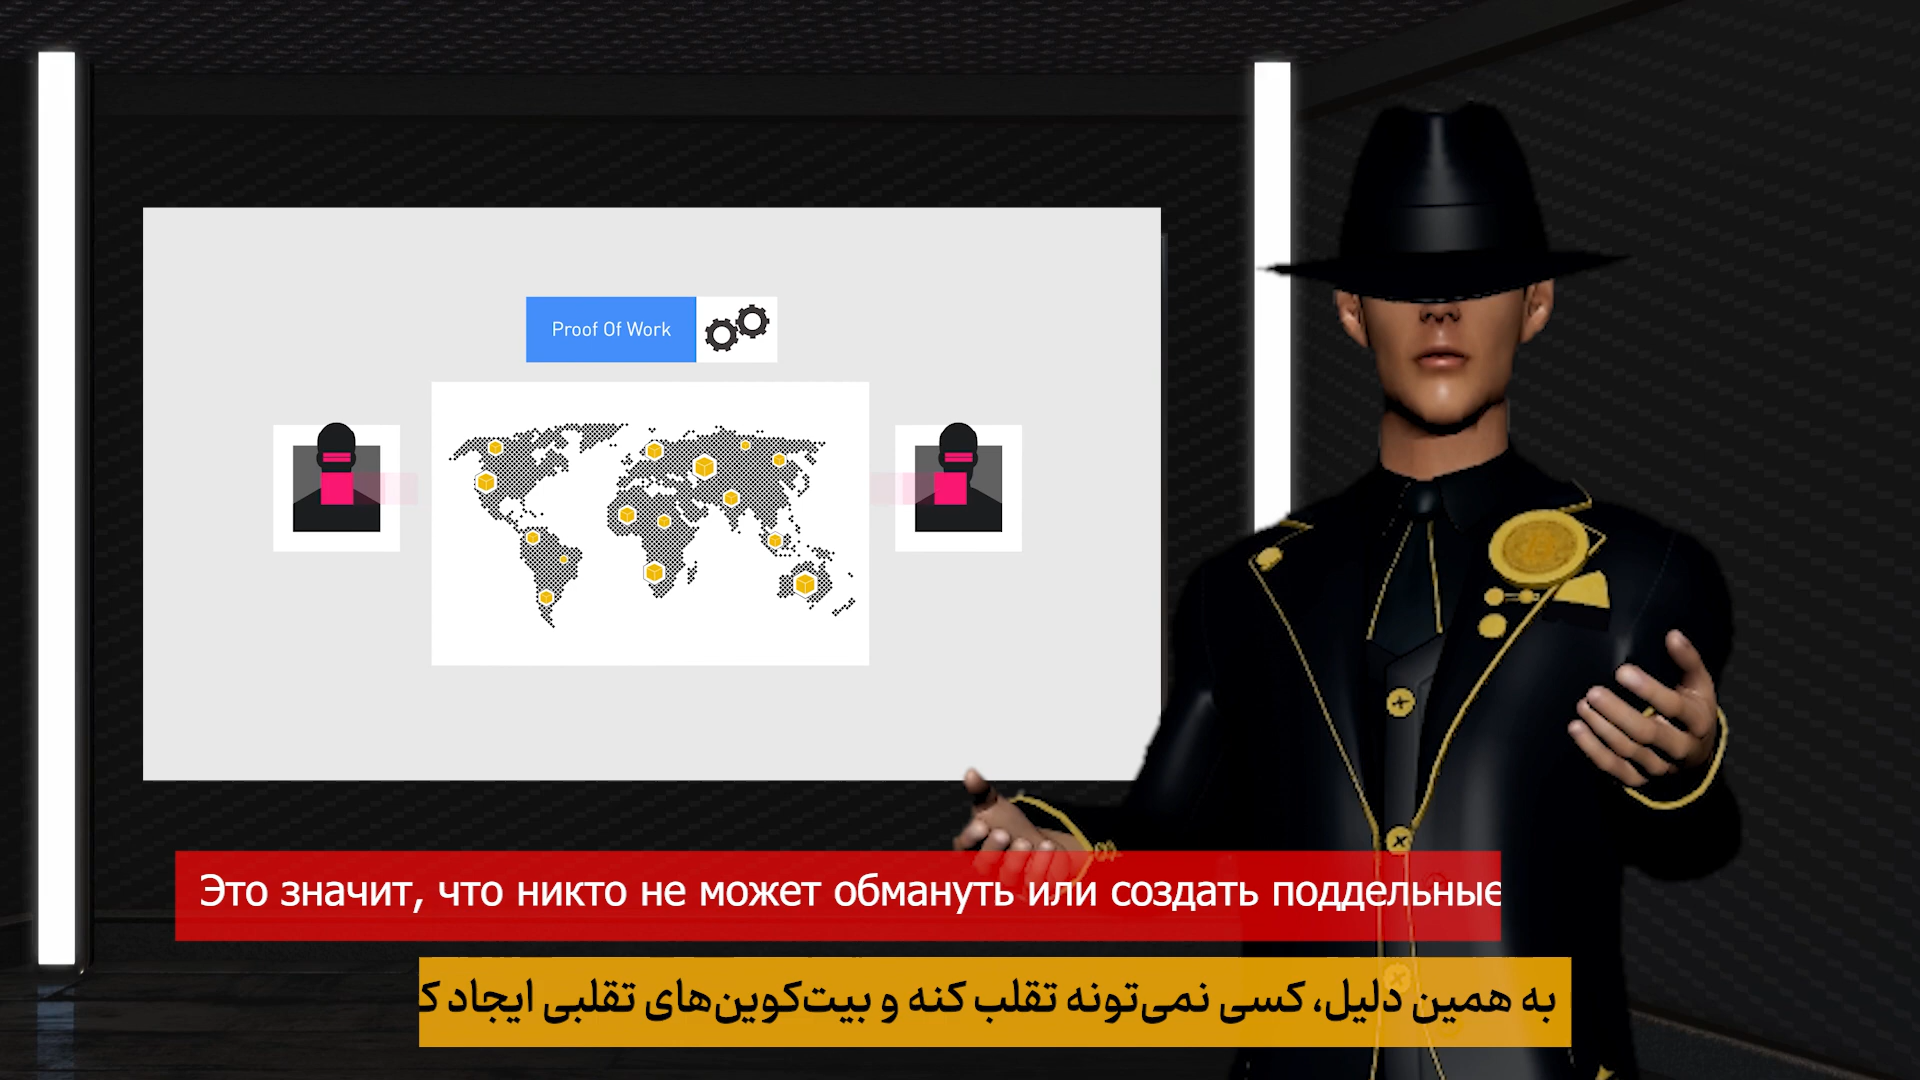 Proof Of Work
Это значит, что никто не может обмануть или создать поддельные
به همین دلیل، کسی نمی‌تونه تقلب کنه و بیت‌کوین‌های تقلبی ایجاد ک